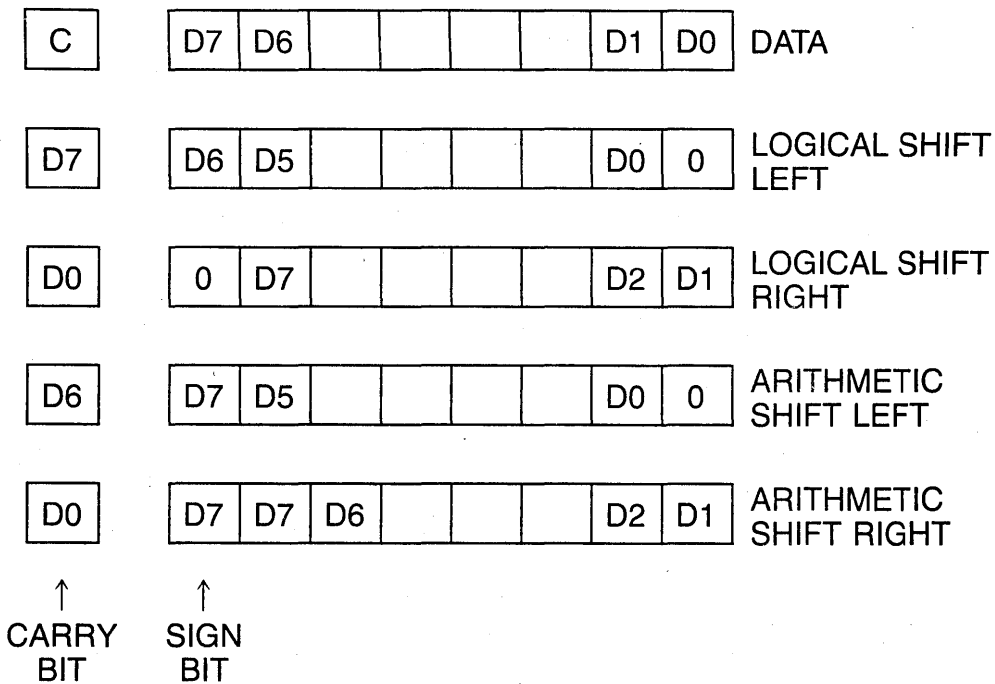 C D7 D6 D1 D0 DATA
D7 D6 D5 D0 0 LOGICAL SHIFT
LEFT
D0 0 D7 D2 D1 LOGICAL SHIFT
RIGHT
D6 D7 D5 D0 0 ARITHMETIC
SHIFT LEFT
D0 D7 D7 D6 D2 D1 ARITHMETIC
SHIFT RIGHT
↑ ↑
CARRY SIGN
BIT BIT